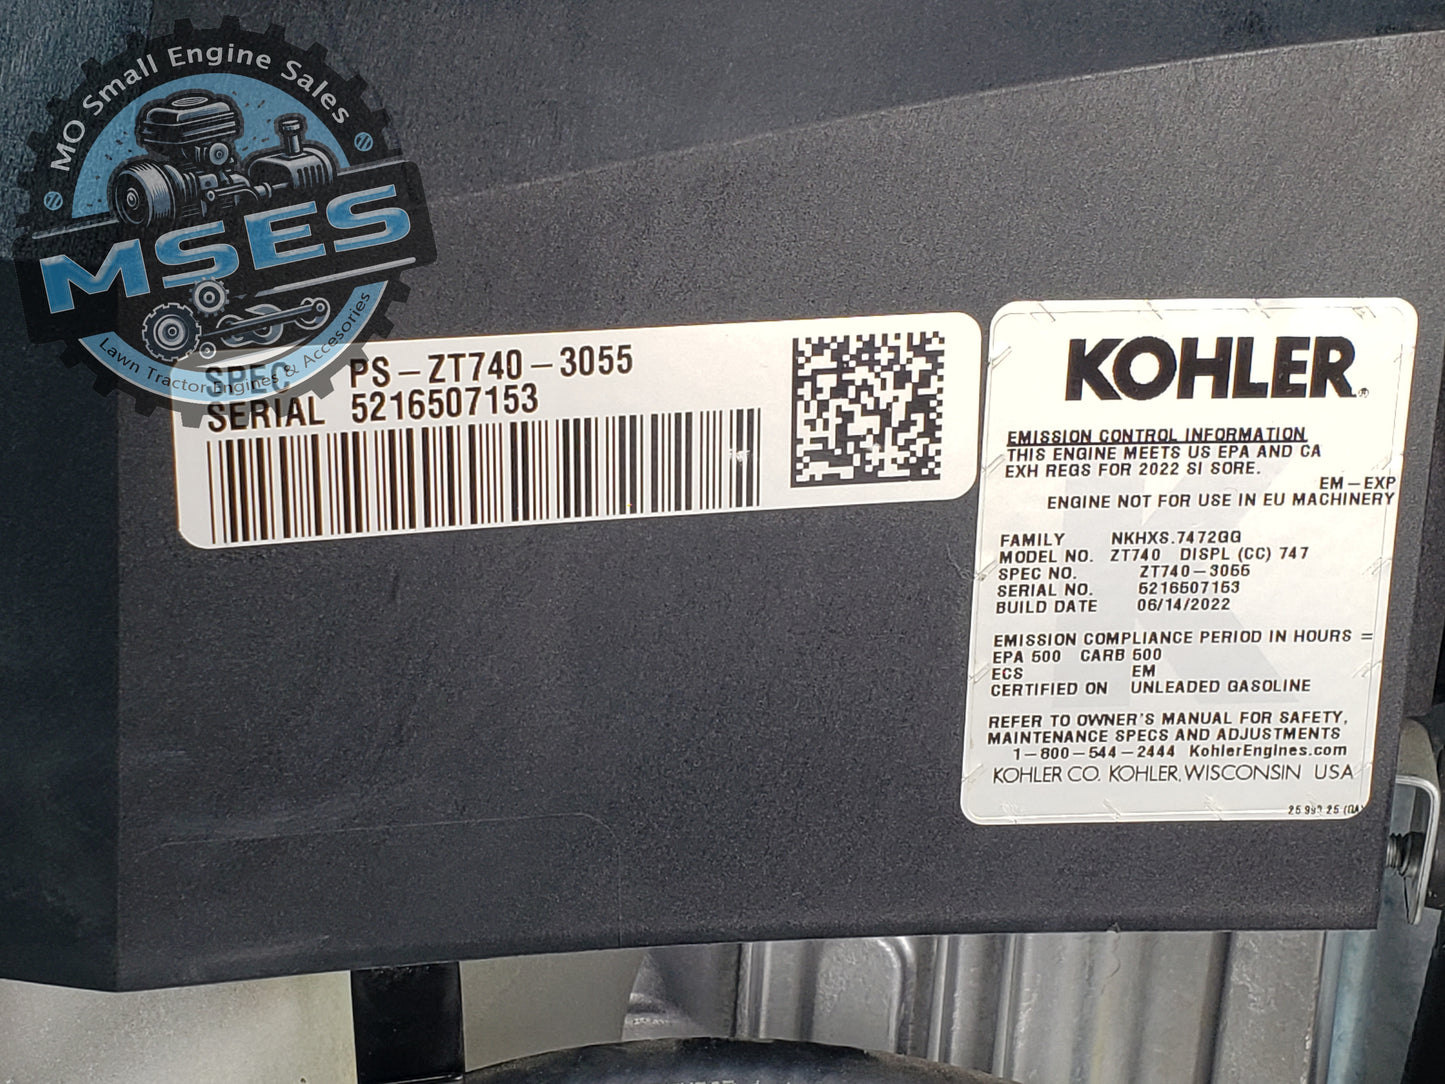 MO Small Engine Sales
MSES
Lawn Tractor Engines & Accesories
SPEC PS-ZT740-3055
SERIAL 5216507153
KOHLER®
EMISSION CONTROL INFORMATION
THIS ENGINE MEETS US EPA AND CA
EXH REGS FOR 2022 SI SORE.
EM-EXP
ENGINE NOT FOR USE IN EU MACHINERY
FAMILY NKHXS.7472GG
MODEL NO. ZT740 DISPL (CC) 747
SPEC NO. ZT740-3055
SERIAL NO. 5216507153
BUILD DATE 06/14/2022
EMISSION COMPLIANCE PERIOD IN HOURS =
EPA 500 CARB 500
ECS EM
CERTIFIED ON UNLEADED GASOLINE
REFER TO OWNER'S MANUAL FOR SAFETY,
MAINTENANCE SPECS AND ADJUSTMENTS
1-800-544-2444 KohlerEngines.com
KOHLER CO. KOHLER, WISCONSIN USA